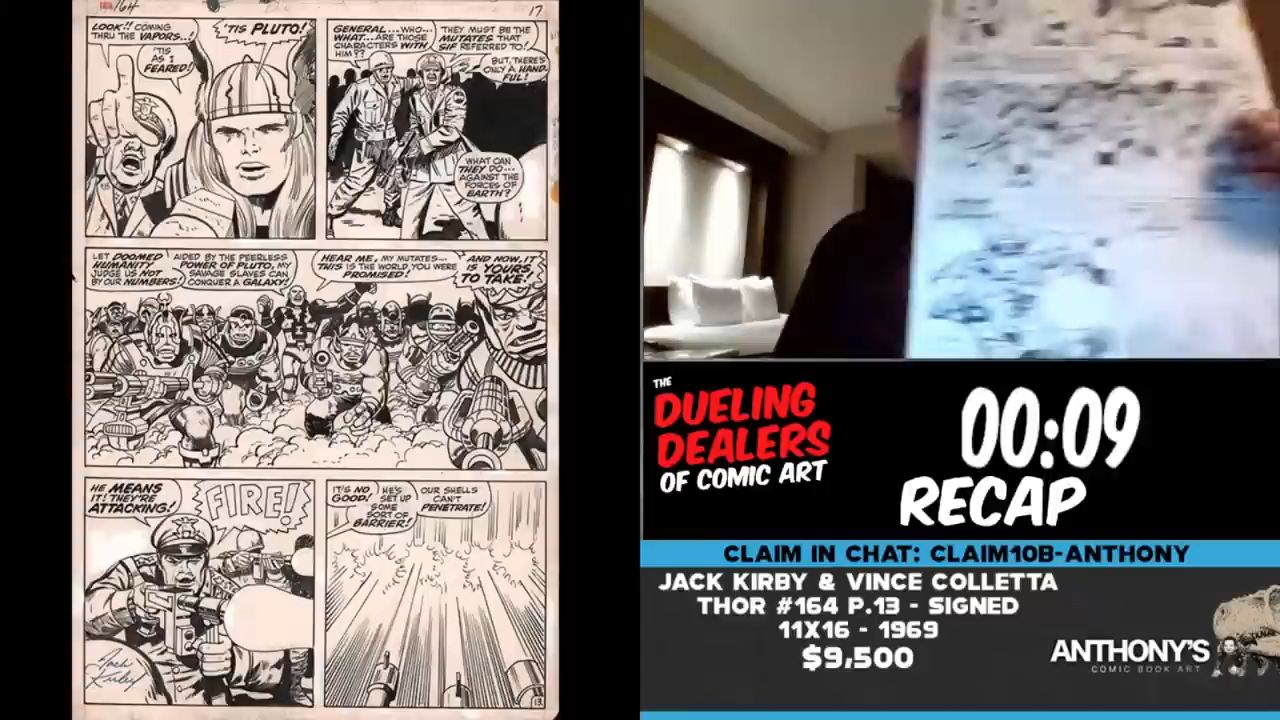 164
17
LOOK!! COMING
THRU THE VAPORS..!
'TIS
AS I
FEARED!
'TIS PLUTO!
GENERAL...WHO...
WHAT...ARE THOSE
CHARACTERS WITH
HIM??
THEY MUST BE THE
MUTATES THAT
SIF REFERRED TO!
BUT, THERE'S
ONLY A HAND-
FUL!
WHAT CAN
THEY DO...
AGAINST THE
FORCES OF
EARTH?
LET DOOMED
HUMANITY
JUDGE US NOT
BY OUR NUMBERS!
AIDED BY THE PEERLESS
POWER OF PLUTO, MY
SAVAGE SLAVES CAN
CONQUER A GALAXY!
HEAR ME, MY MUTATES...
THIS IS THE WORLD YOU WERE
PROMISED!
AND NOW, IT
IS YOURS,
TO TAKE!
HE MEANS
IT! THEY'RE
ATTACKING!
FIRE!
IT'S NO
GOOD!
HE'S
SET UP
SOME
SORT OF
BARRIER!
OUR SHELLS
CAN'T
PENETRATE!
Jack
Kirby
13
THE
DUELING
DEALERS
OF COMIC ART
00:09
RECAP
CLAIM IN CHAT: CLAIM10B-ANTHONY
JACK KIRBY & VINCE COLLETTA
THOR #164 P.13 - SIGNED
11X16 - 1969
$9,500
ANTHONY'S
COMIC BOOK ART